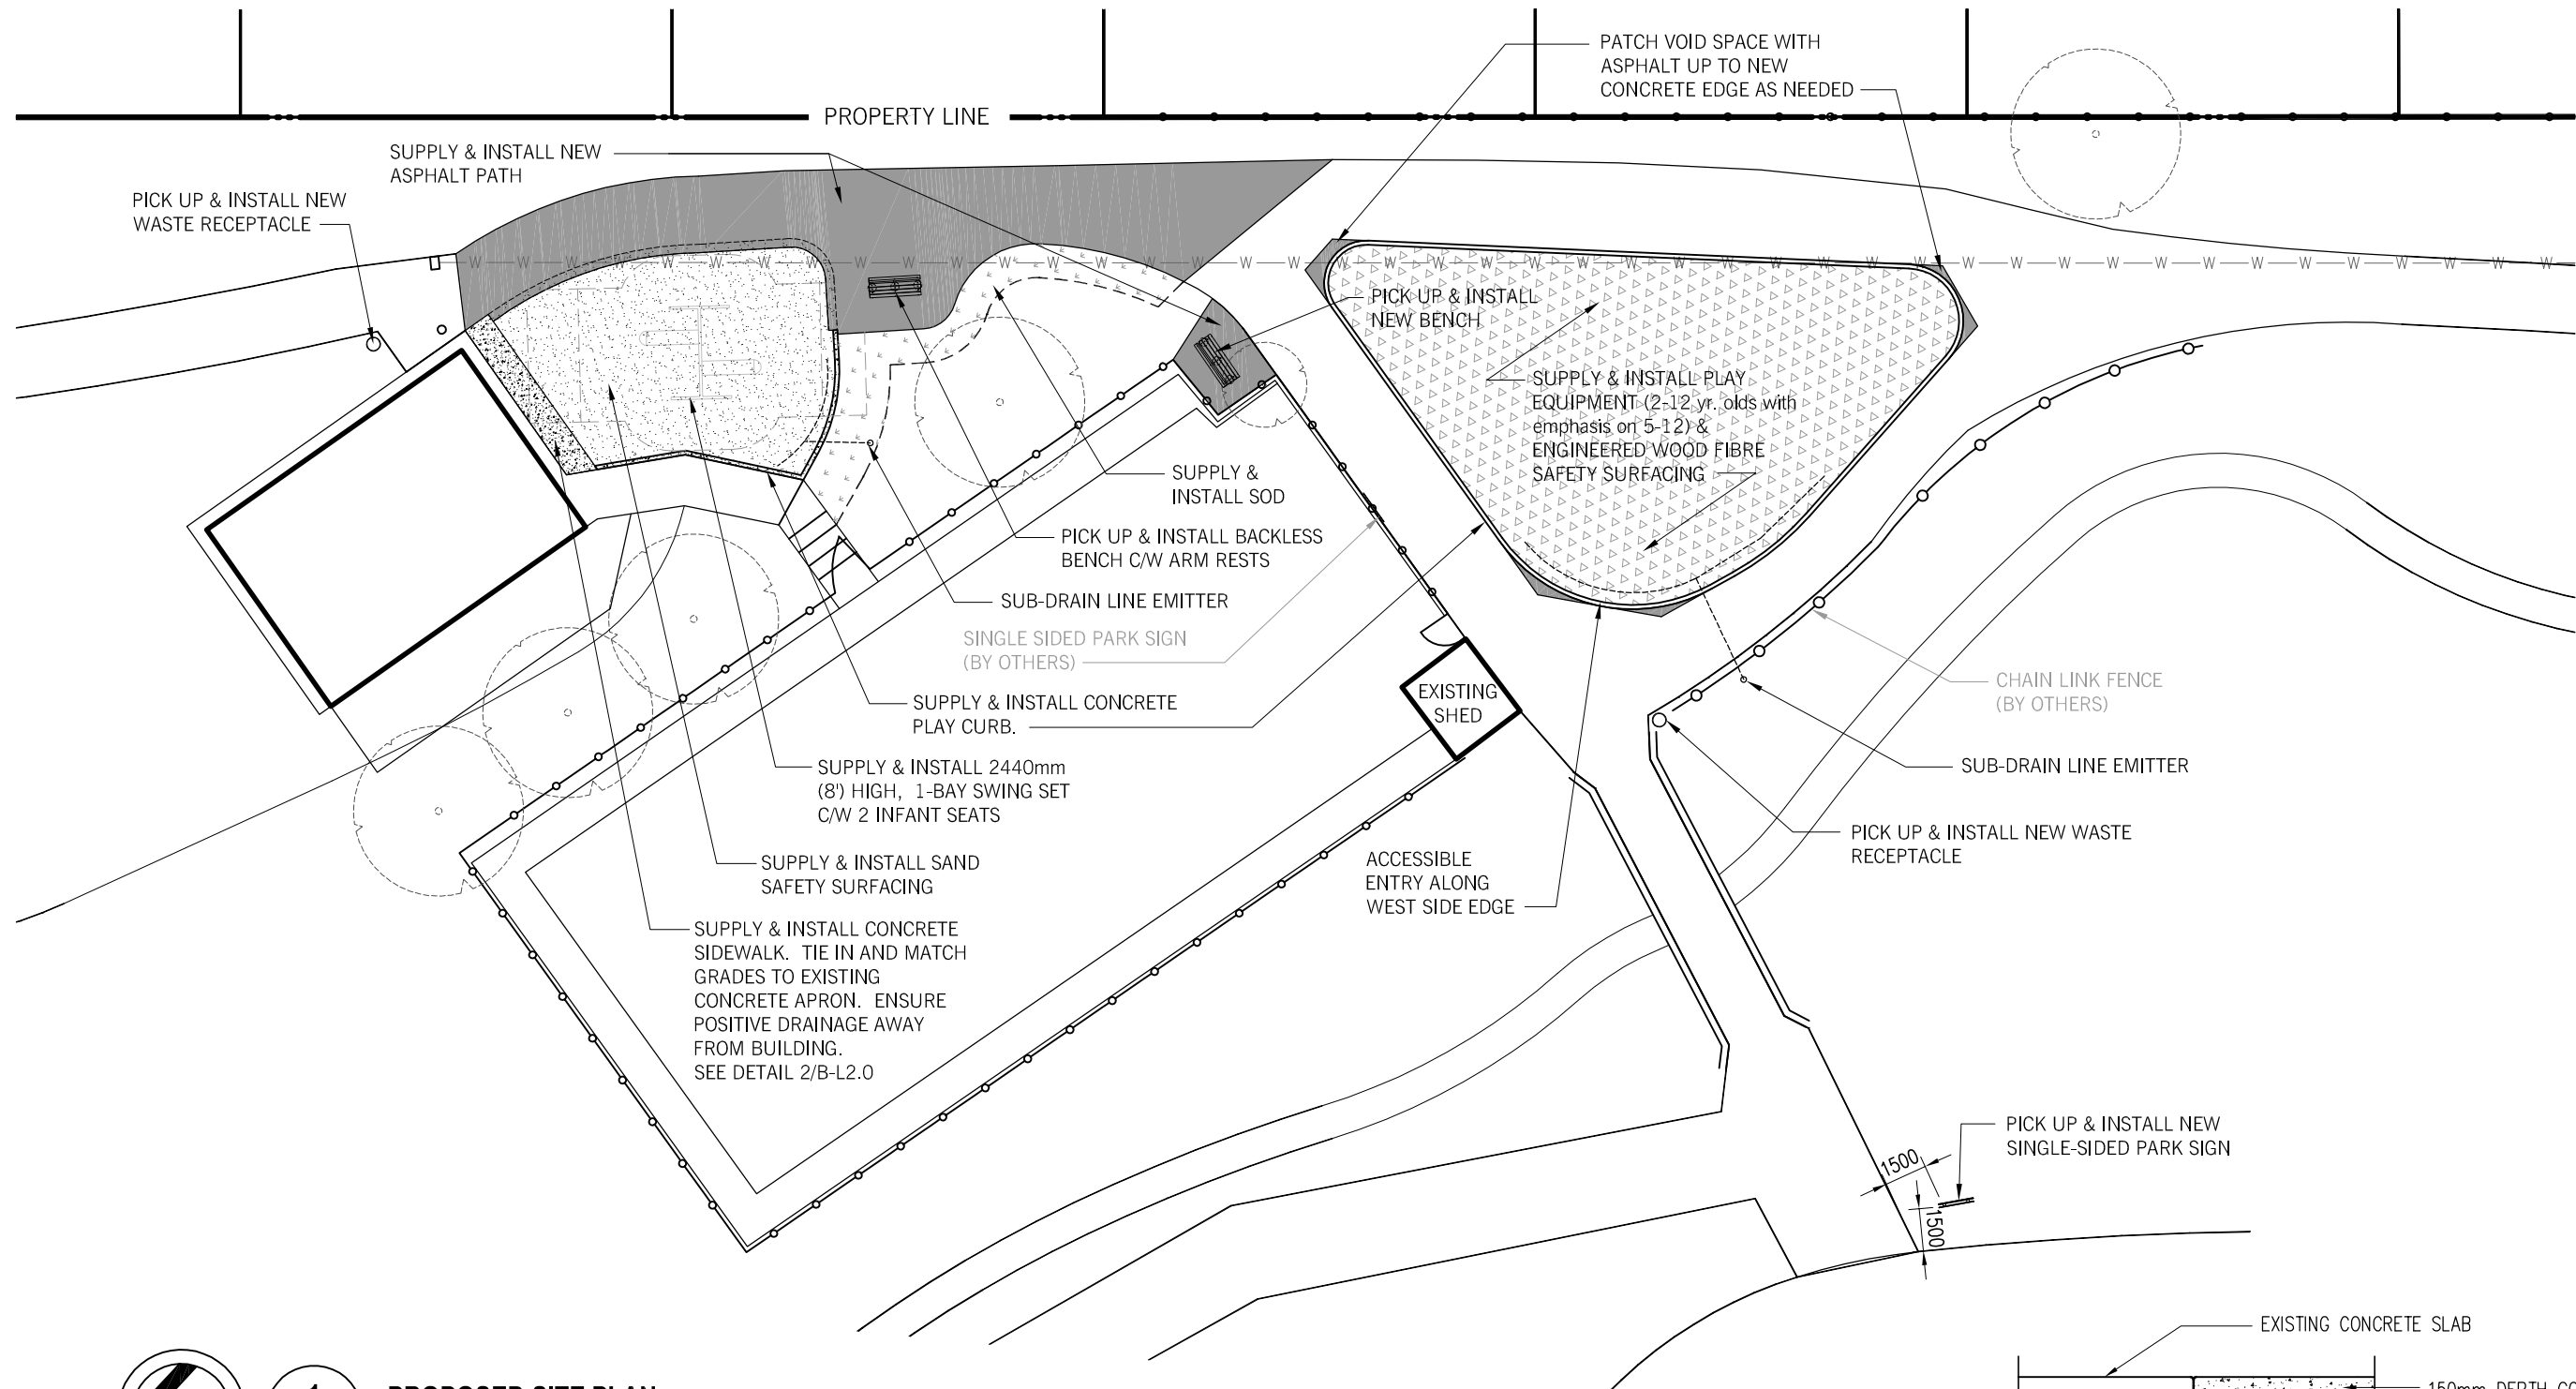 PATCH VOID SPACE WITH
ASPHALT UP TO NEW
CONCRETE EDGE AS NEEDED
PROPERTY LINE
SUPPLY & INSTALL NEW
ASPHALT PATH
PICK UP & INSTALL NEW
WASTE RECEPTACLE
W W W W W W W W W W W W W W W W W W W W W W W W W W W W W W W W W W W W W W W W W W W W
PICK UP & INSTALL
NEW BENCH
SUPPLY & INSTALL PLAY
EQUIPMENT (2-12 yr. olds with
emphasis on 5-12) &
ENGINEERED WOOD FIBRE
SAFETY SURFACING
SUPPLY &
INSTALL SOD
PICK UP & INSTALL BACKLESS
BENCH C/W ARM RESTS
SUB-DRAIN LINE EMITTER
SINGLE SIDED PARK SIGN
(BY OTHERS)
SUPPLY & INSTALL CONCRETE
PLAY CURB.
EXISTING
SHED
CHAIN LINK FENCE
(BY OTHERS)
SUB-DRAIN LINE EMITTER
SUPPLY & INSTALL 2440mm
(8') HIGH, 1-BAY SWING SET
C/W 2 INFANT SEATS
PICK UP & INSTALL NEW WASTE
RECEPTACLE
SUPPLY & INSTALL SAND
SAFETY SURFACING
ACCESSIBLE
ENTRY ALONG
WEST SIDE EDGE
SUPPLY & INSTALL CONCRETE
SIDEWALK. TIE IN AND MATCH
GRADES TO EXISTING
CONCRETE APRON. ENSURE
POSITIVE DRAINAGE AWAY
FROM BUILDING.
SEE DETAIL 2/B-L2.0
PICK UP & INSTALL NEW
SINGLE-SIDED PARK SIGN
1500
1500
EXISTING CONCRETE SLAB
1
PROPOSED SITE PLAN
150mm DEPTH